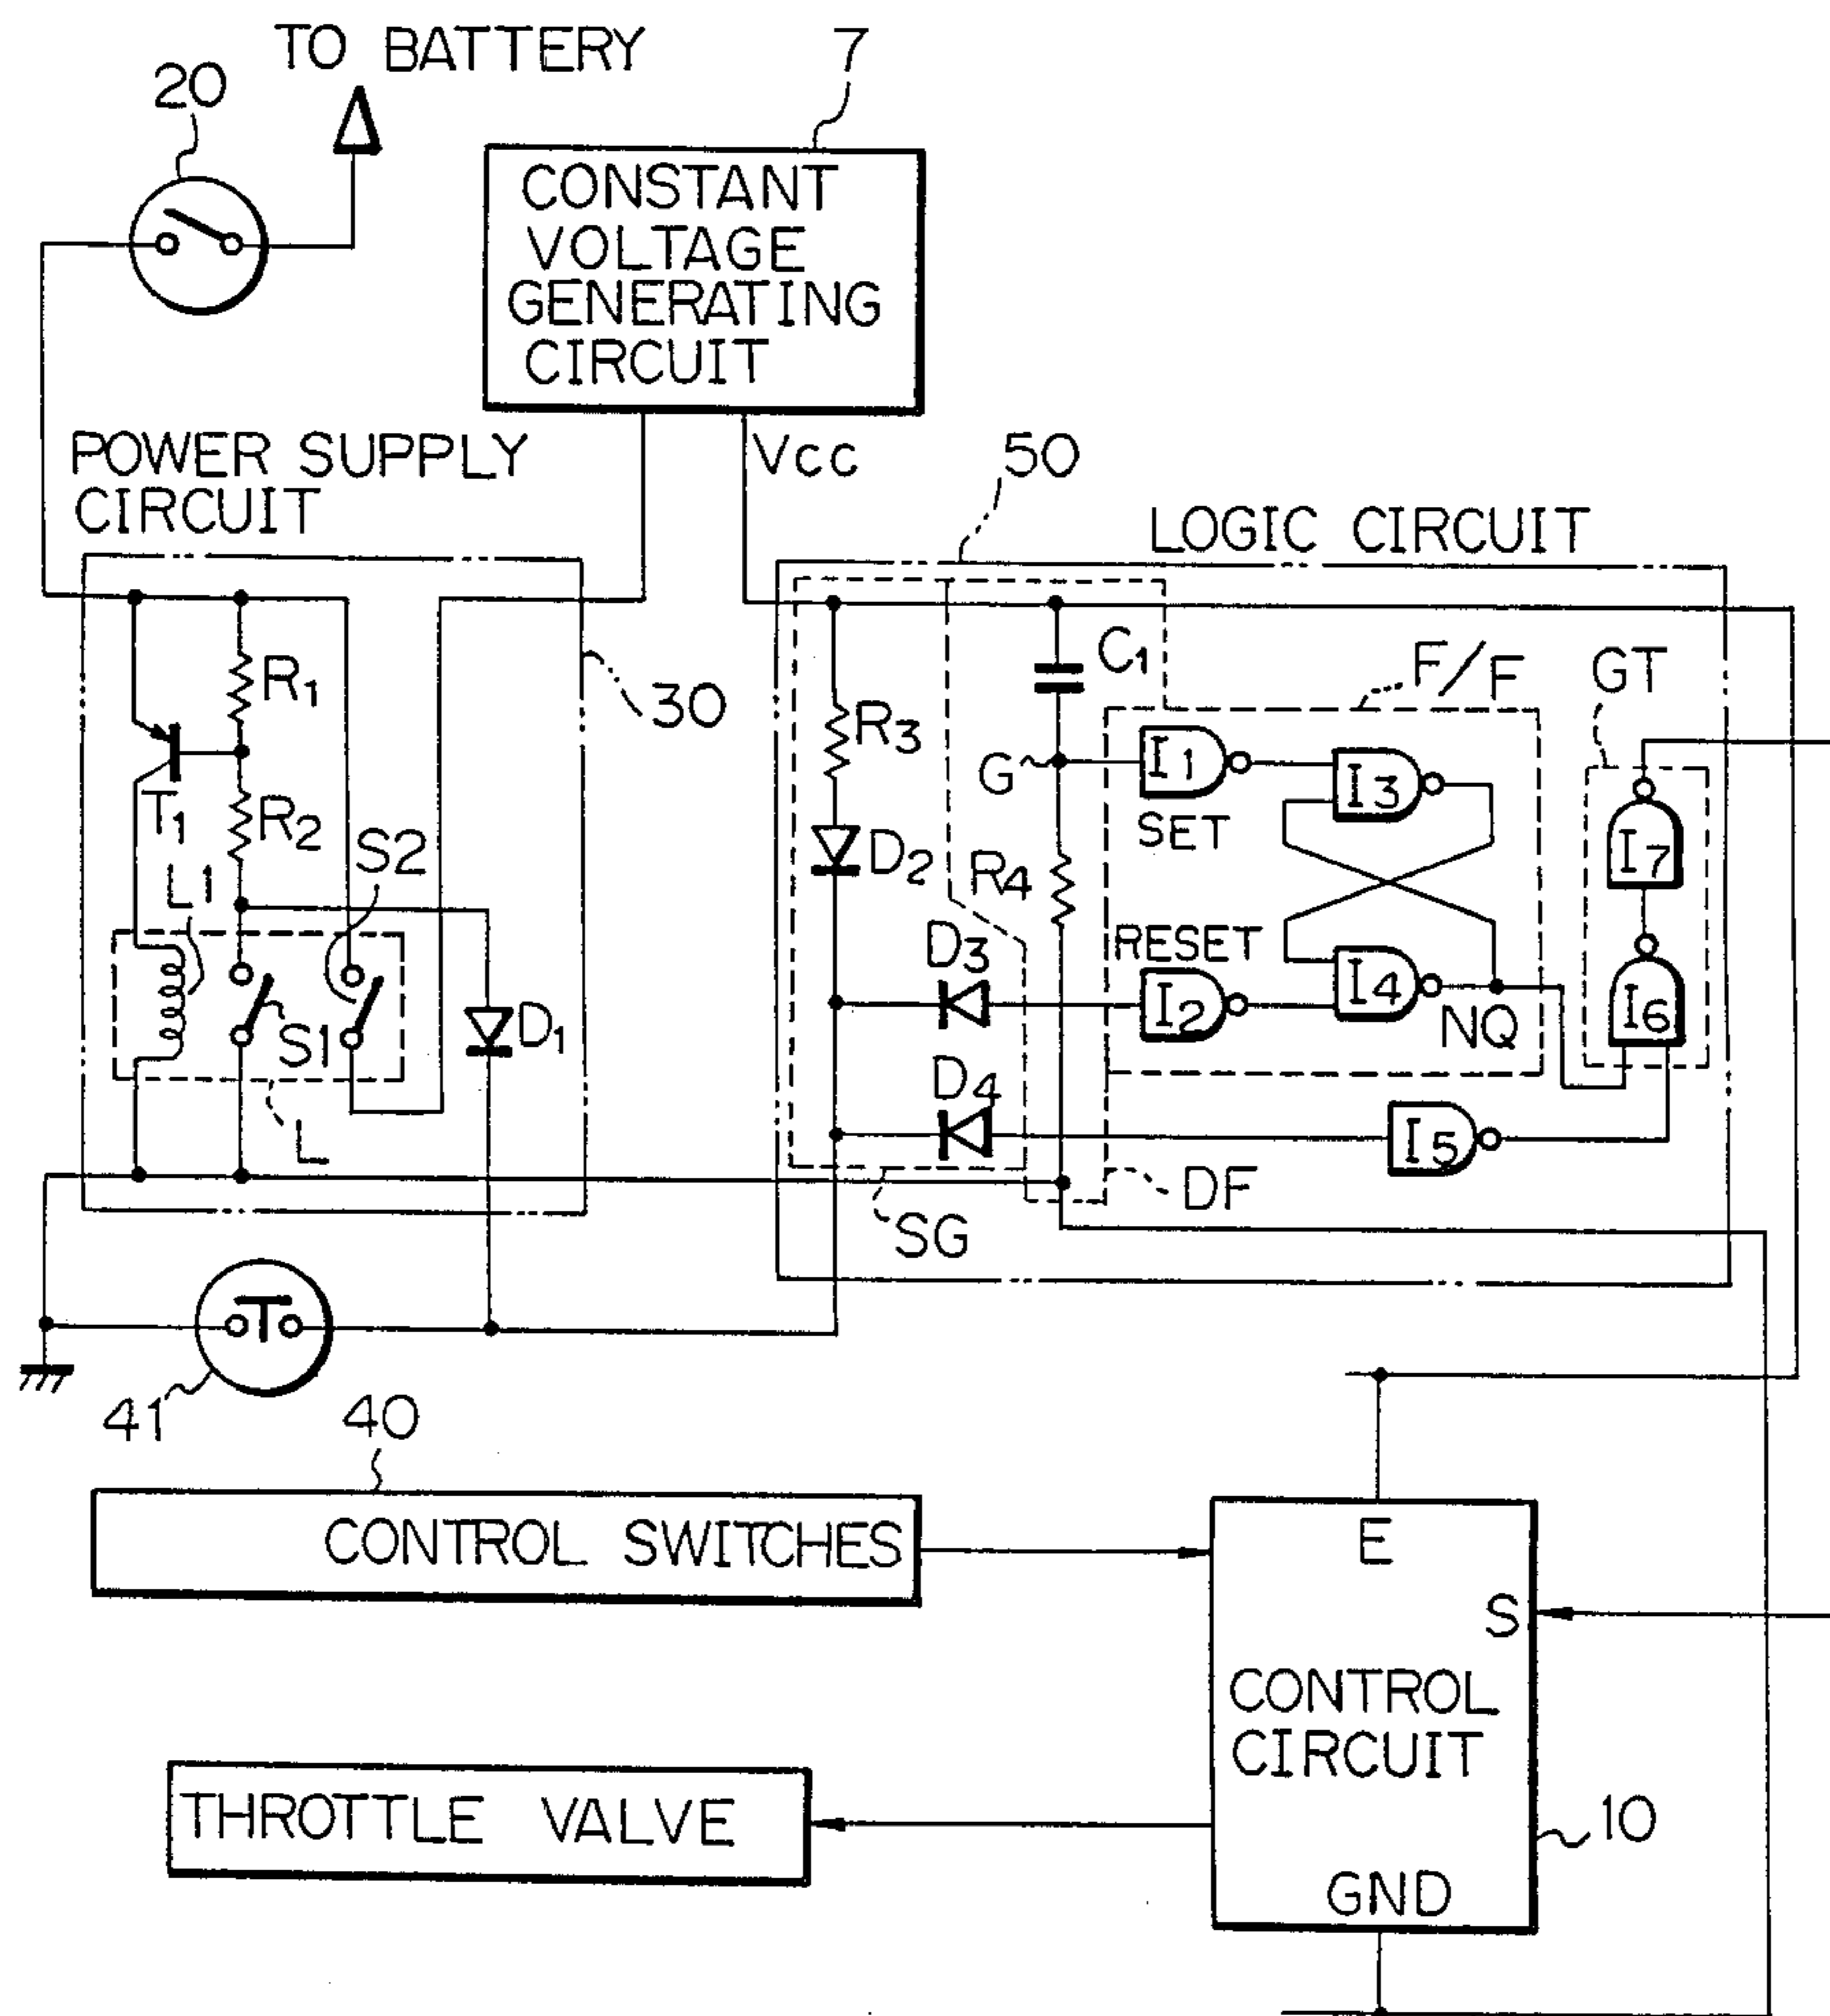 TO BATTERY
20
7
CONSTANT
VOLTAGE
GENERATING
CIRCUIT
POWER SUPPLY
CIRCUIT
Vcc
50
LOGIC CIRCUIT
R1
30
T1
R2
L1
S2
S1
D1
L
C1
F/F
GT
R3
G
I1
SET
I3
I7
D2
R4
D3
RESET
I2
I4
NQ
I6
D4
I5
DF
SG
41
40
CONTROL SWITCHES
E
S
CONTROL
CIRCUIT
THROTTLE VALVE
10
GND